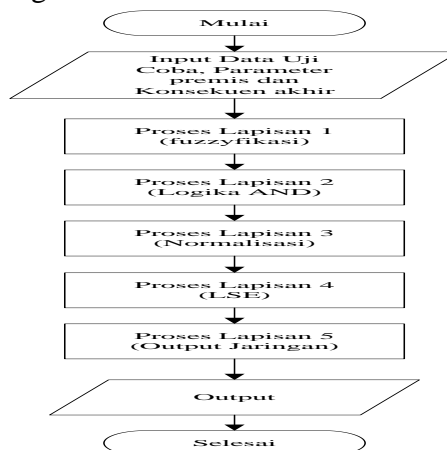 Mulai
Input Data Uji
Coba, Parameter
premis dan
Konsekuen akhir
Proses Lapisan 1
(fuzzyfikasi)
Proses Lapisan 2
(Logika AND)
Proses Lapisan 3
(Normalisasi)
Proses Lapisan 4
(LSE)
Proses Lapisan 5
(Output Jaringan)
Output
Selesai